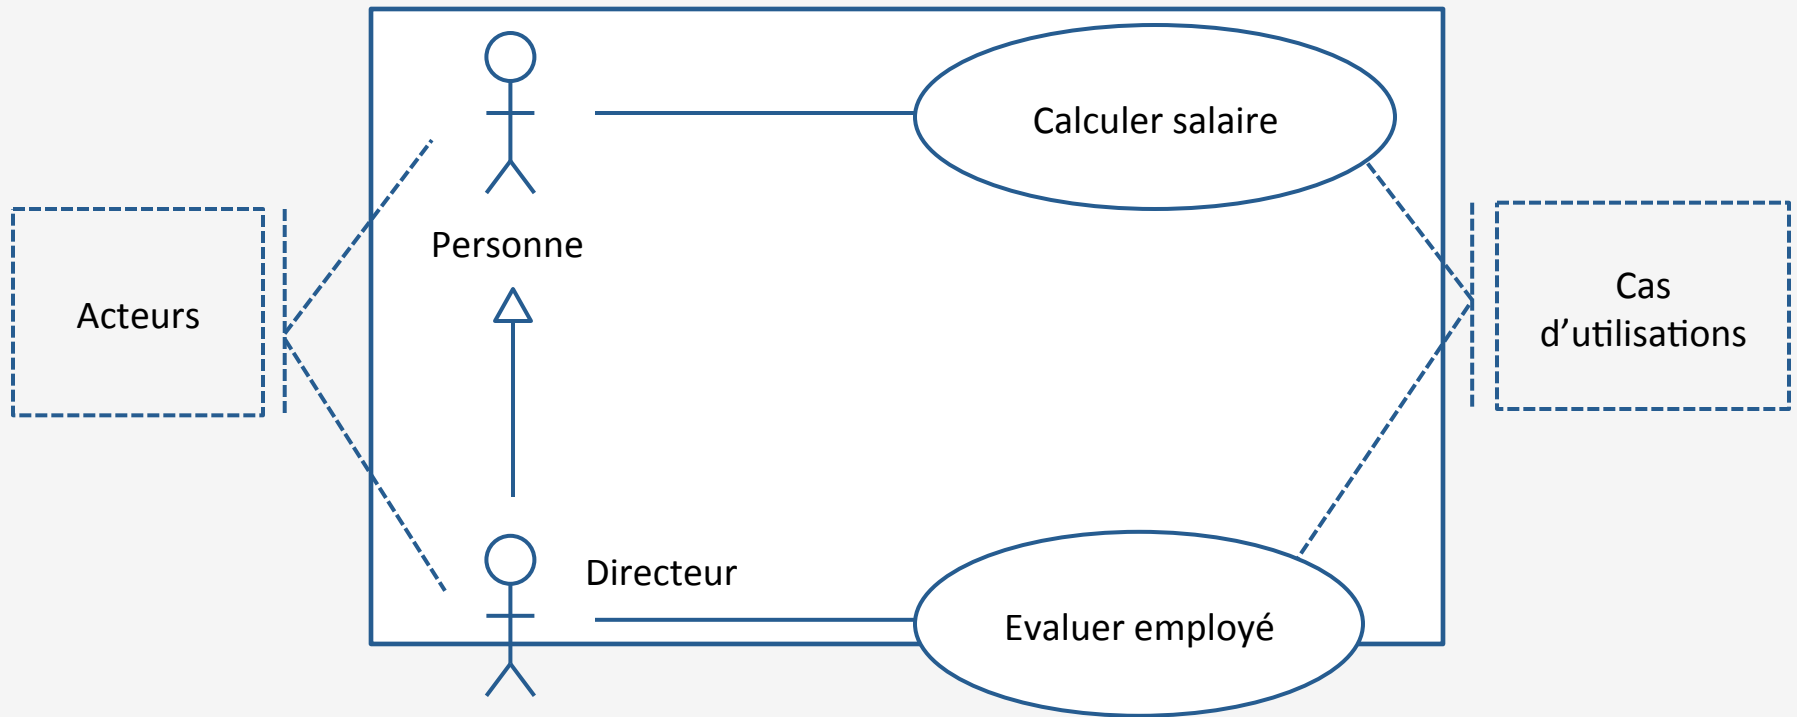 Calculer salaire
Personne
Acteurs
Cas
d'utilisations
Directeur
Evaluer employé